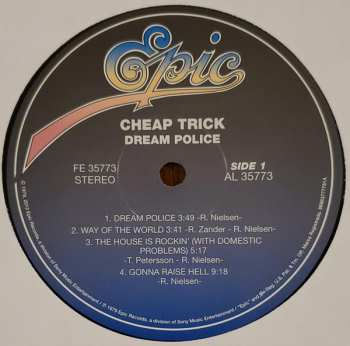 Epic
CHEAP TRICK
DREAM POLICE
FE 35773
STEREO
SIDE 1
AL 35773
1. DREAM POLICE 3:49 -R. Nielsen-
2. WAY OF THE WORLD 3:41 -R. Zander - R. Nielsen-
3. THE HOUSE IS ROCKIN' (WITH DOMESTIC
PROBLEMS) 5:17
-T. Petersson - R. Nielsen-
4. GONNA RAISE HELL 9:18
-R. Nielsen-